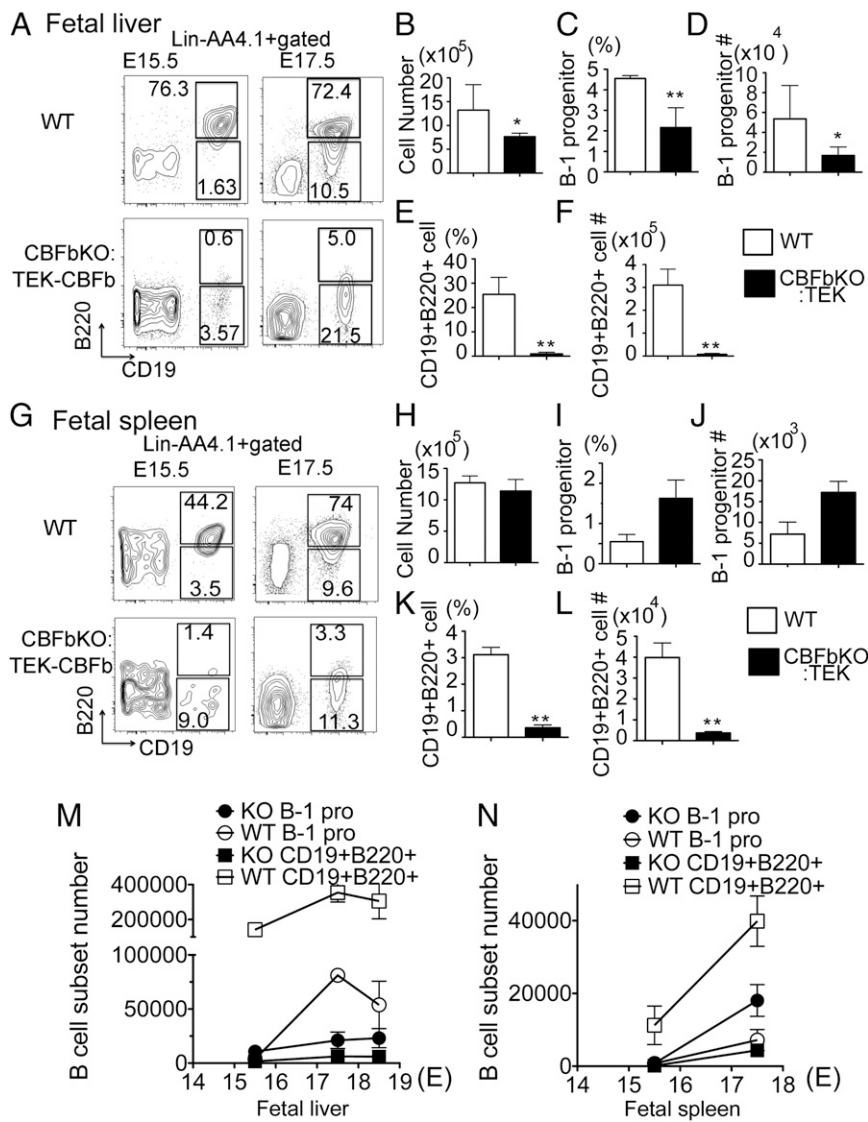 A Fetal liver
Lin-AA4.1+gated
E15.5 E17.5
WT
76.3
1.63
72.4
10.5
CBFbKO:
TEK-CBFb
0.6
3.57
5.0
21.5
B220
CD19
B
(x10⁵)
Cell Number
200
150
100
50
0
*
C
(%)
B-1 progenitor
5
4
3
2
1
0
**
D
(x10⁴)
B-1 progenitor #
10
8
6
4
2
0
*
E
(%)
CD19+B220+ cell
40
30
20
10
0
**
F
(x10⁵)
CD19+B220+ cell #
5
4
3
2
1
0
**
WT
CBFbKO
:TEK
G Fetal spleen
Lin-AA4.1+gated
E15.5 E17.5
WT
44.2
3.5
74
9.6
CBFbKO:
TEK-CBFb
1.4
9.0
3.3
11.3
B220
CD19
H
(x10⁵)
Cell Number
150
100
50
0
I
(%)
B-1 progenitor
3
2
1
0
J
(x10³)
B-1 progenitor #
25
20
15
10
5
0
K
(%)
CD19+B220+ cell
4
3
2
1
0
**
L
(x10⁴)
CD19+B220+ cell #
5
4
3
2
1
0
**
WT
CBFbKO
:TEK
M
KO B-1 pro
WT B-1 pro
KO CD19+B220+
WT CD19+B220+
B cell subset number
400000
200000
100000
50000
0
14 15 16 17 18 19 (E)
Fetal liver
N
KO B-1 pro
WT B-1 pro
KO CD19+B220+
WT CD19+B220+
B cell subset number
40000
20000
0
14 15 16 17 18 (E)
Fetal spleen